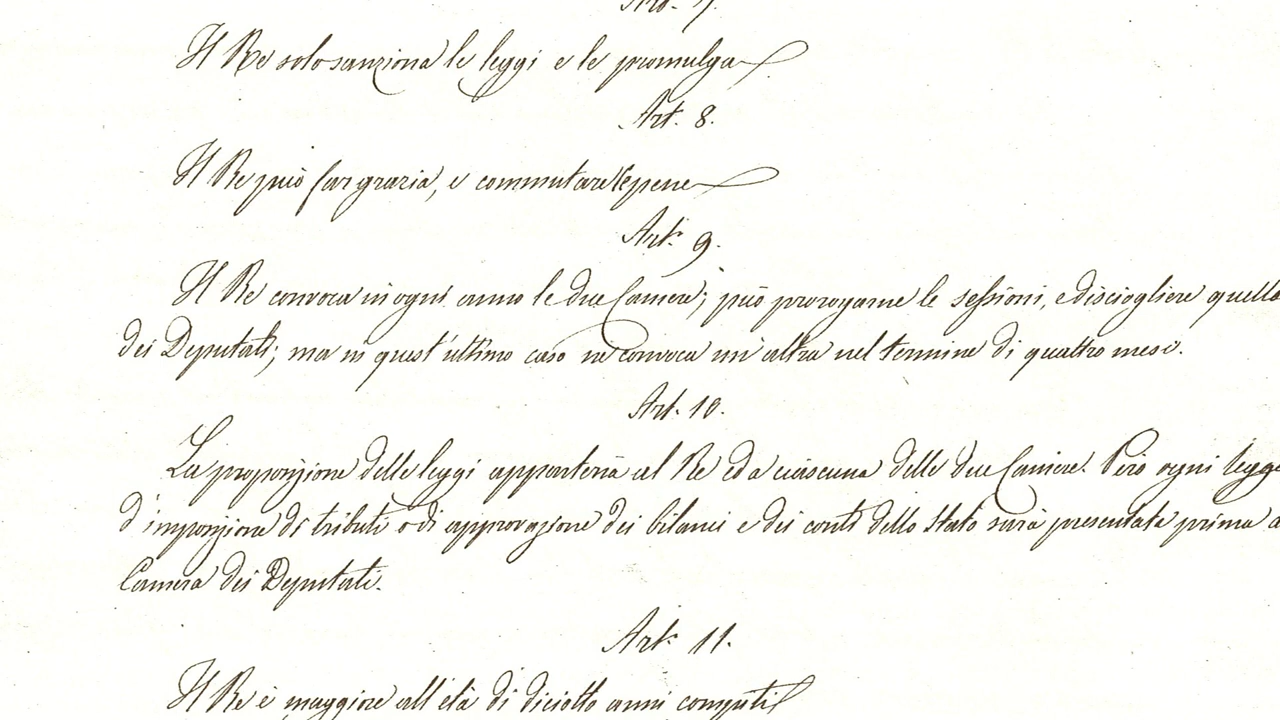 Art. 7.
Il Re solo sanziona le leggi e le promulga
Art. 8.
Il Re può far grazia, e commutare le pene
Art. 9.
Il Re convoca in ogni anno le due Camere; può prorogarne le sessioni, e disciogliere quella
dei Deputati; ma in quest'ultimo caso ne convoca un'altra nel termine di quattro mesi.
Art. 10.
La proposizione delle leggi apparterrà al Re ed a ciascuna delle due Camere. Però ogni legge
d'imposizione di tributi o di approvazione dei bilanci e dei conti dello Stato sarà presentata prima a
Camera dei Deputati.
Art. 11.
Il Re è maggiore all'età di diciotto anni compiti